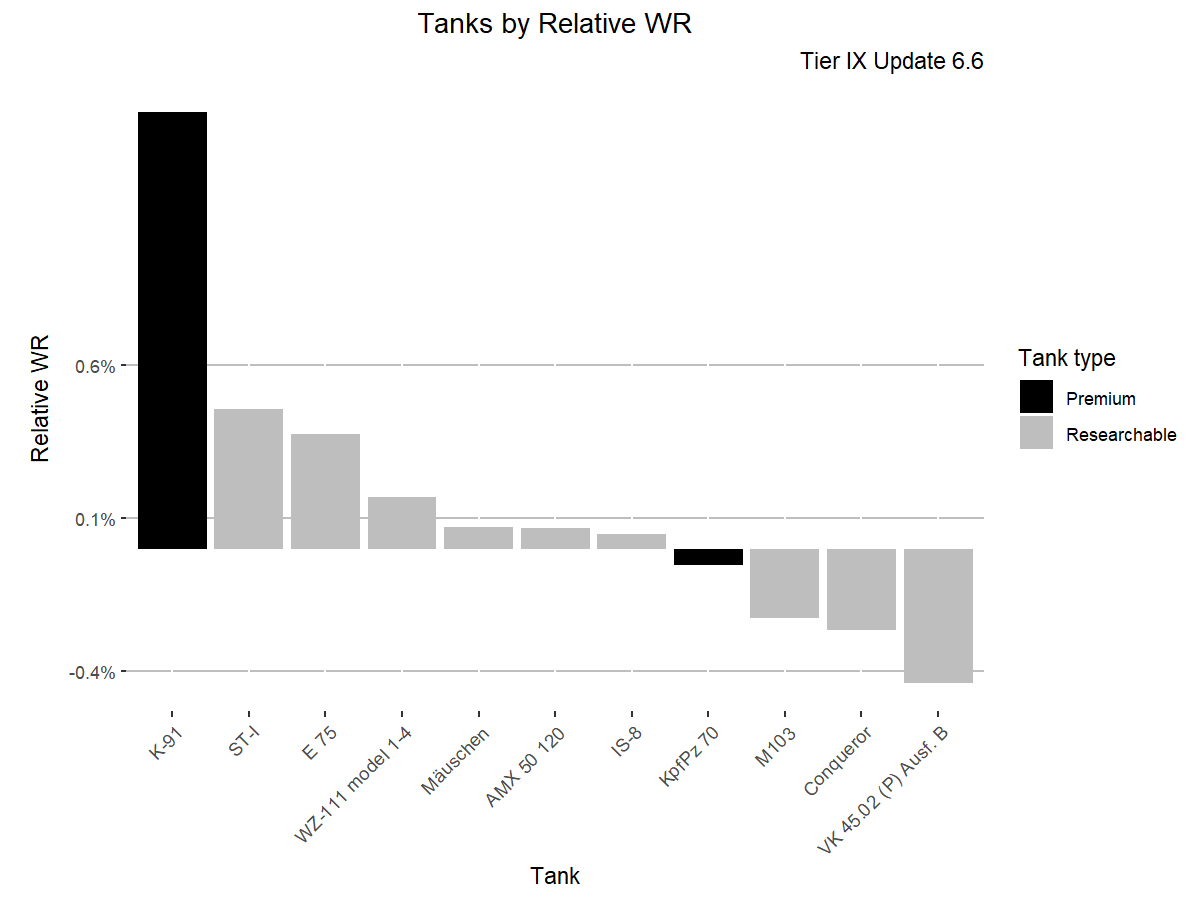 Tanks by Relative WR
Tier IX Update 6.6
Relative WR
0.6%
0.1%
-0.4%
K-91
ST-I
E 75
WZ-111 model 1-4
Mäuschen
AMX 50 120
IS-8
KpfPz 70
M103
Conqueror
VK 45.02 (P) Ausf. B
Tank
Tank type
Premium
Researchable